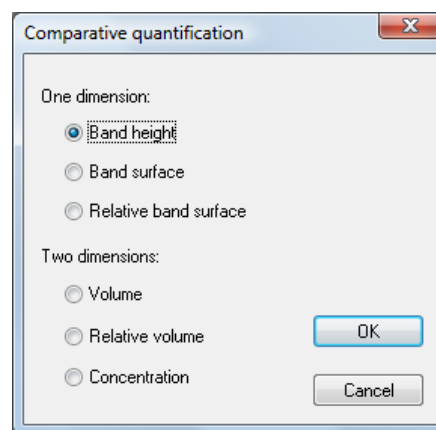 Comparative quantification
One dimension:
Band height
Band surface
Relative band surface
Two dimensions:
Volume
Relative volume
OK
Concentration
Cancel